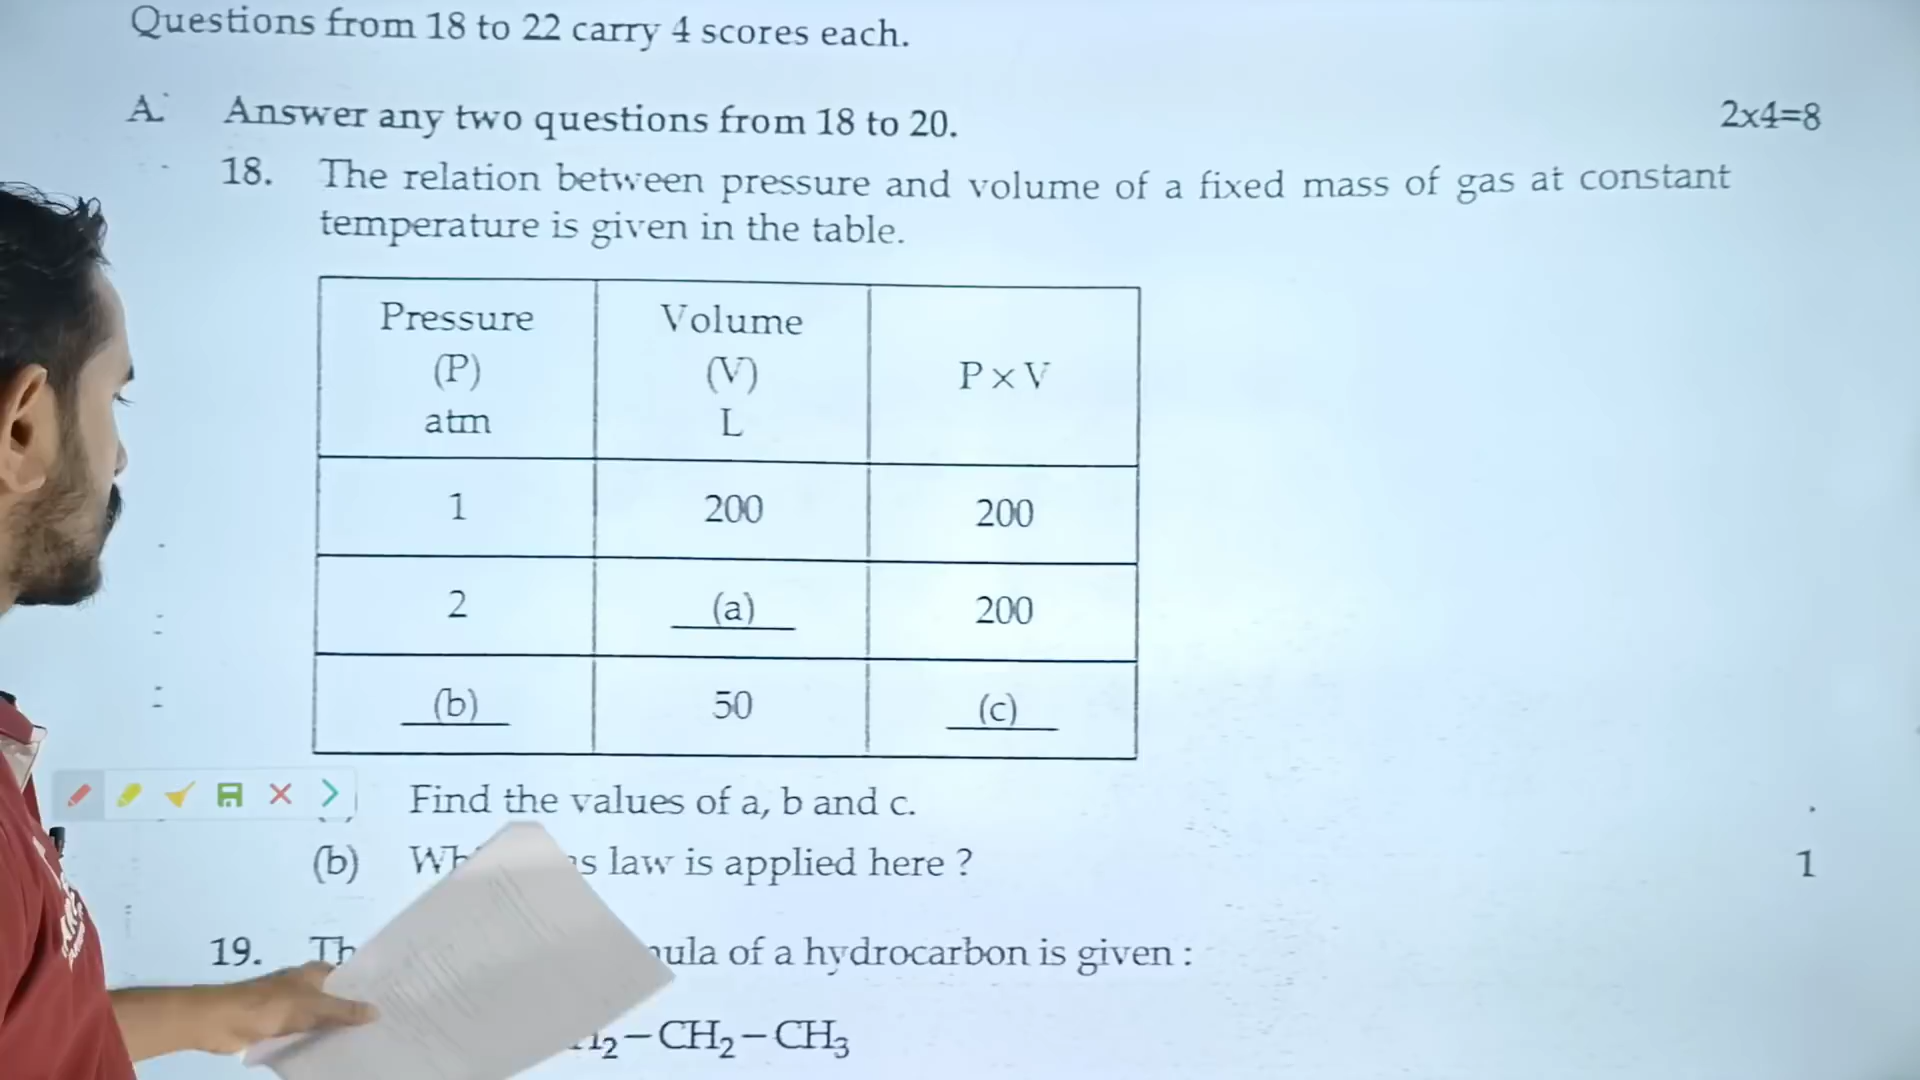 Questions from 18 to 22 carry 4 scores each.
A. Answer any two questions from 18 to 20. 2x4=8
18. The relation between pressure and volume of a fixed mass of gas at constant
temperature is given in the table.
Pressure (P) atm Volume (V) L P × V
1 200 200
2 (a) 200
(b) 50 (c)
Find the values of a, b and c.
(b) law is applied here ? 1
19. of a hydrocarbon is given :
–CH₂–CH₃